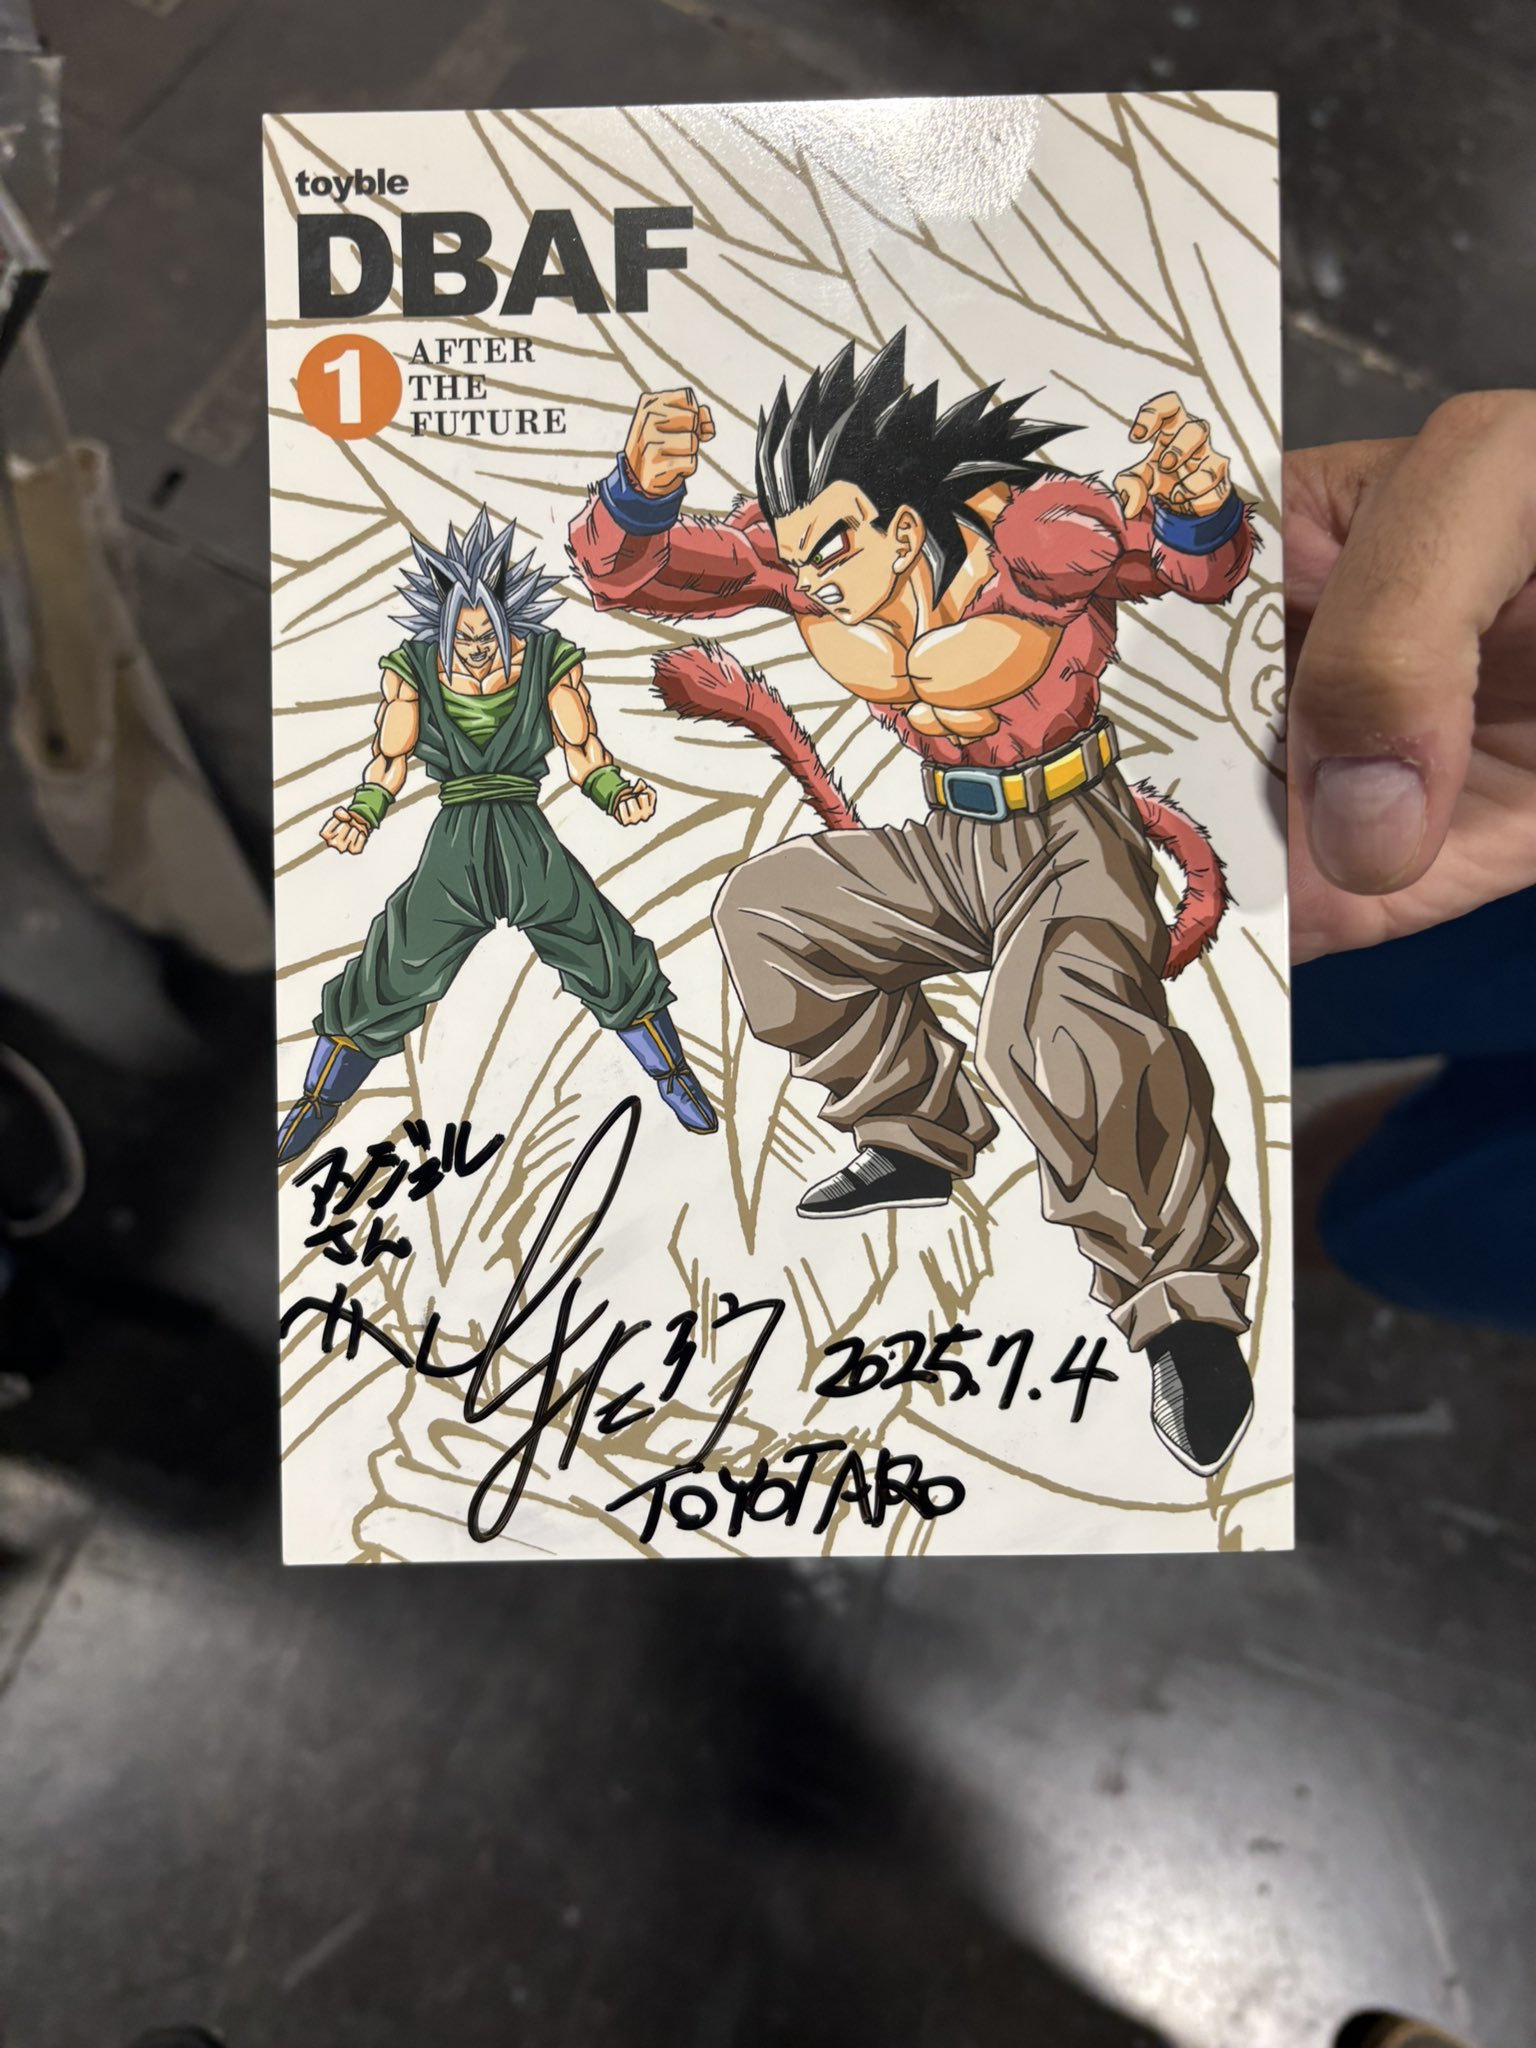 toyble
DBAF
1
AFTER
THE
FUTURE
アンジェル
さん
へ
とよたろう
2025.7.4
TOYOTARO